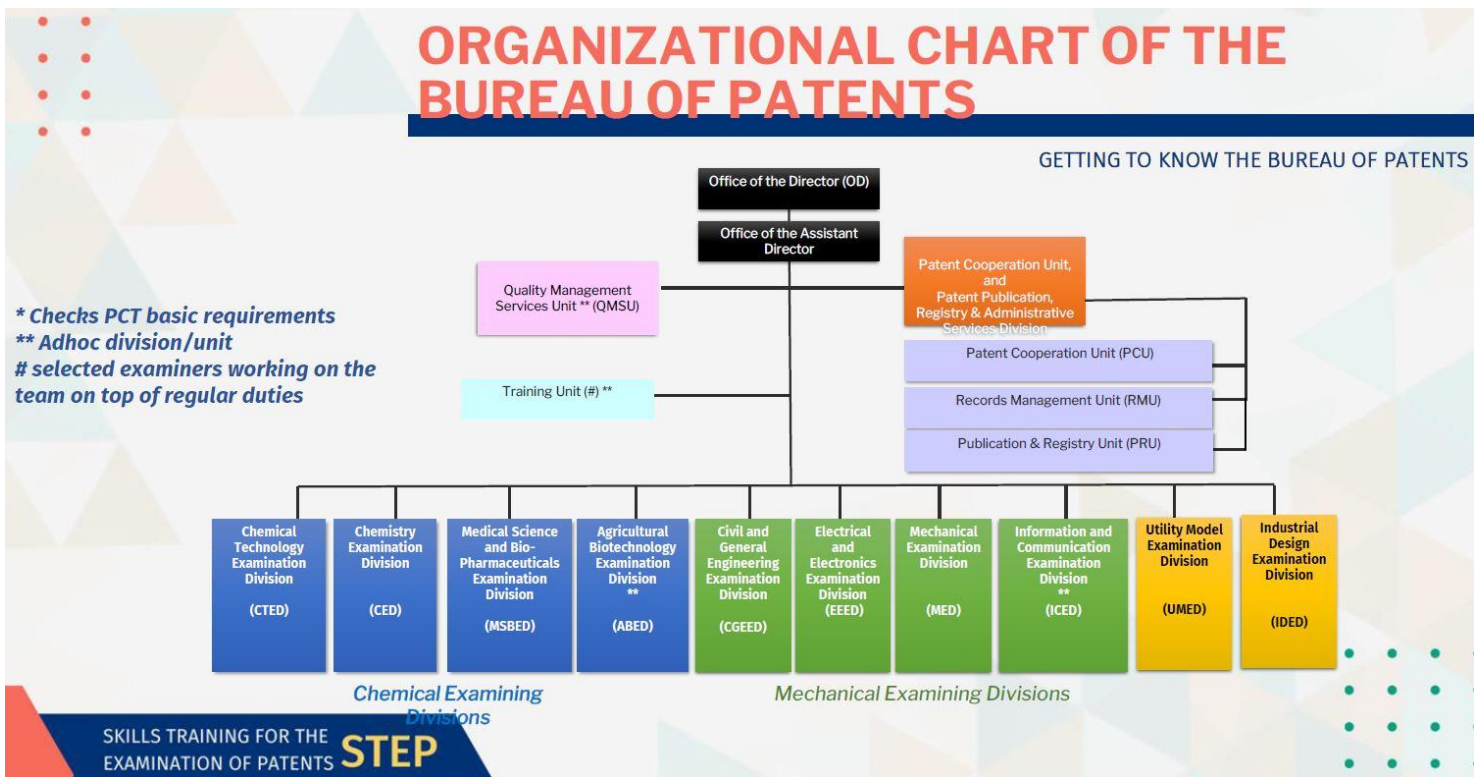 ORGANIZATIONAL CHART OF THE
BUREAU OF PATENTS
GETTING TO KNOW THE BUREAU OF PATENTS
Office of the Director (OD)
Office of the Assistant
Director
Quality Management
Services Unit ** (QMSU)
Patent Cooperation Unit,
and
Patent Publication,
Registry & Administrative
Services Division
* Checks PCT basic requirements
** Adhoc division/unit
# selected examiners working on the
team on top of regular duties
Training Unit (#) **
Patent Cooperation Unit (PCU)
Records Management Unit (RMU)
Publication & Registry Unit (PRU)
Chemical
Technology
Examination
Division
(CTED)
Chemistry
Examination
Division
(CED)
Medical Science
and Bio-
Pharmaceuticals
Examination
Division
(MSBED)
Agricultural
Biotechnology
Examination
Division
**
(ABED)
Civil and
General
Engineering
Examination
Division
(CGEED)
Electrical
and
Electronics
Examination
Division
(EEED)
Mechanical
Examination
Division
(MED)
Information and
Communication
Examination
Division
**
(ICED)
Utility Model
Examination
Division
(UMED)
Industrial
Design
Examination
Division
(IDED)
Chemical Examining
Divisions
Mechanical Examining Divisions
SKILLS TRAINING FOR THE
EXAMINATION OF PATENTS
STEP